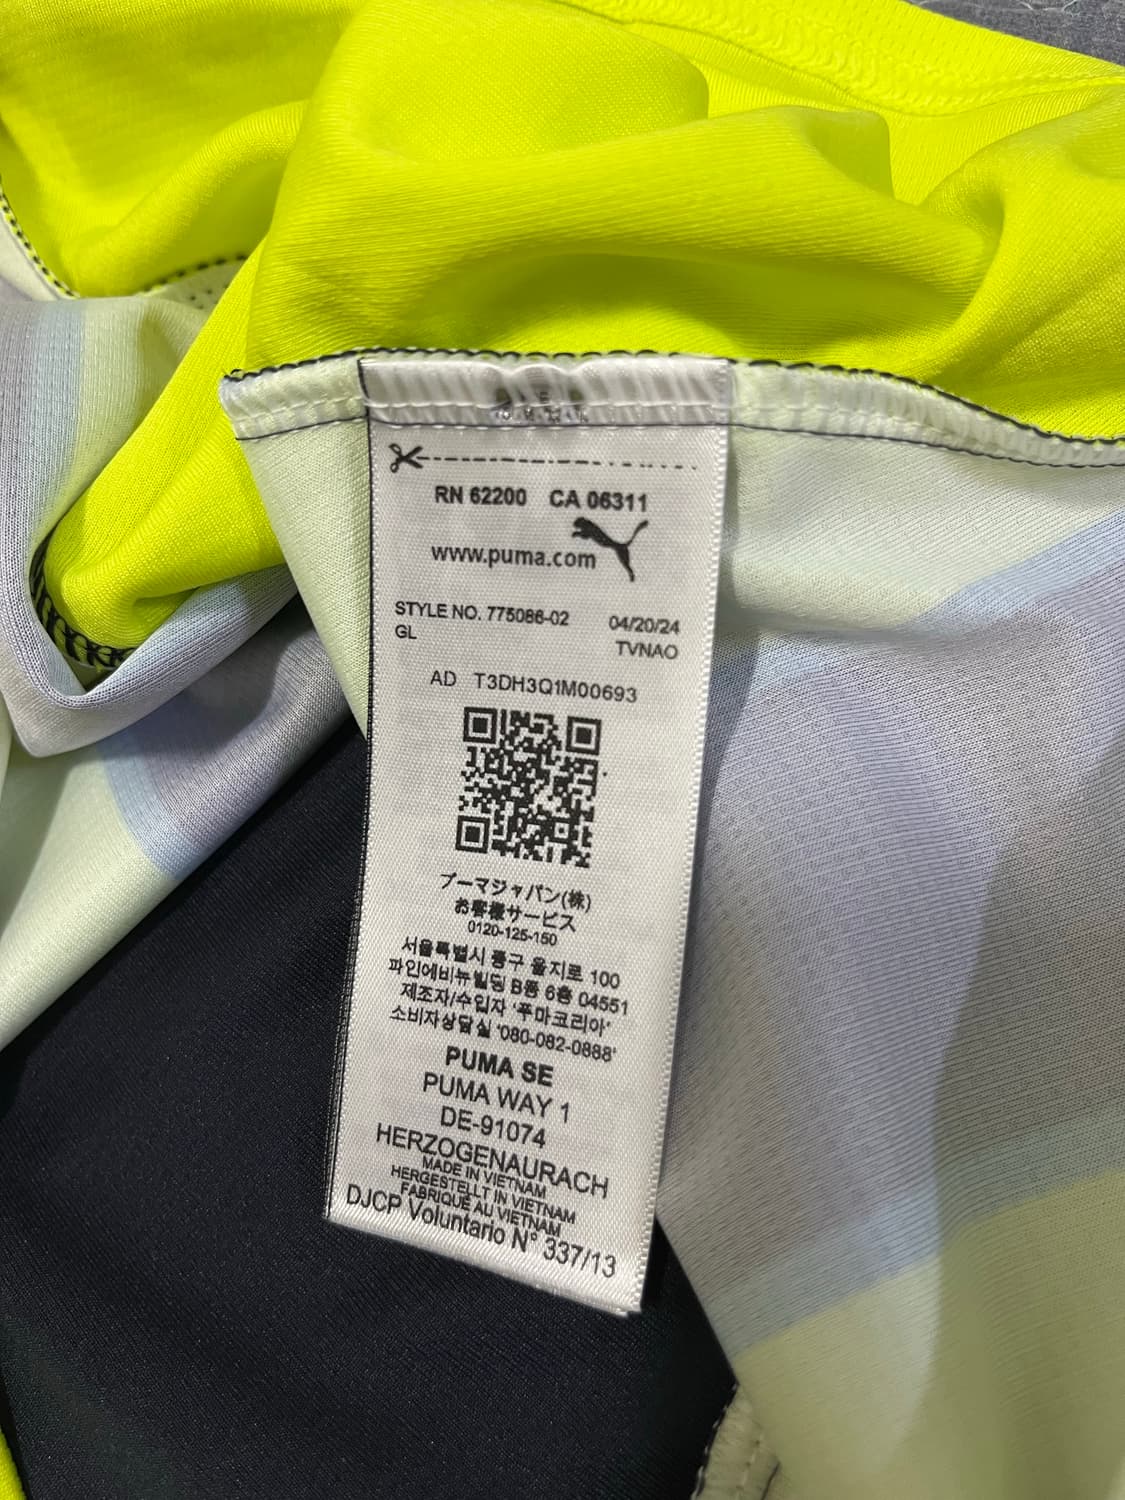 RN 62200 CA 06311
www.puma.com
STYLE NO. 775086-02 04/20/24
GL TVNAO
AD T3DH3Q1M00693
プーマジャパン(株)
お客様サービス
0120-125-150
서울특별시 중구 을지로 100
파인에비뉴빌딩 B동 6층 04551
제조자/수입자 '푸마코리아'
소비자상담실 '080-082-0888'
PUMA SE
PUMA WAY 1
DE-91074
HERZOGENAURACH
MADE IN VIETNAM
HERGESTELLT IN VIETNAM
FABRIQUÉ AU VIETNAM
DJCP Voluntario N° 337/13